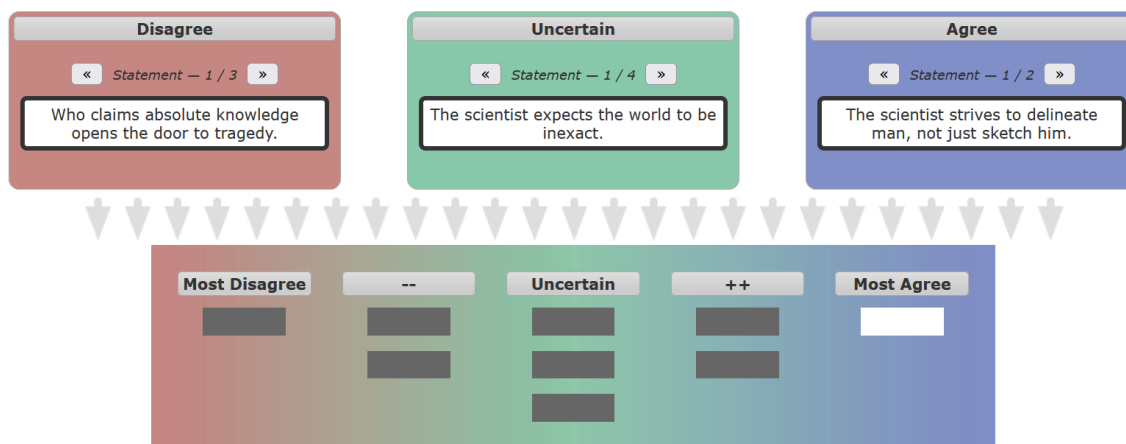 Disagree
« Statement — 1 / 3 »
Who claims absolute knowledge
opens the door to tragedy.
Uncertain
« Statement — 1 / 4 »
The scientist expects the world to be
inexact.
Agree
« Statement — 1 / 2 »
The scientist strives to delineate
man, not just sketch him.
Most Disagree
--
Uncertain
++
Most Agree